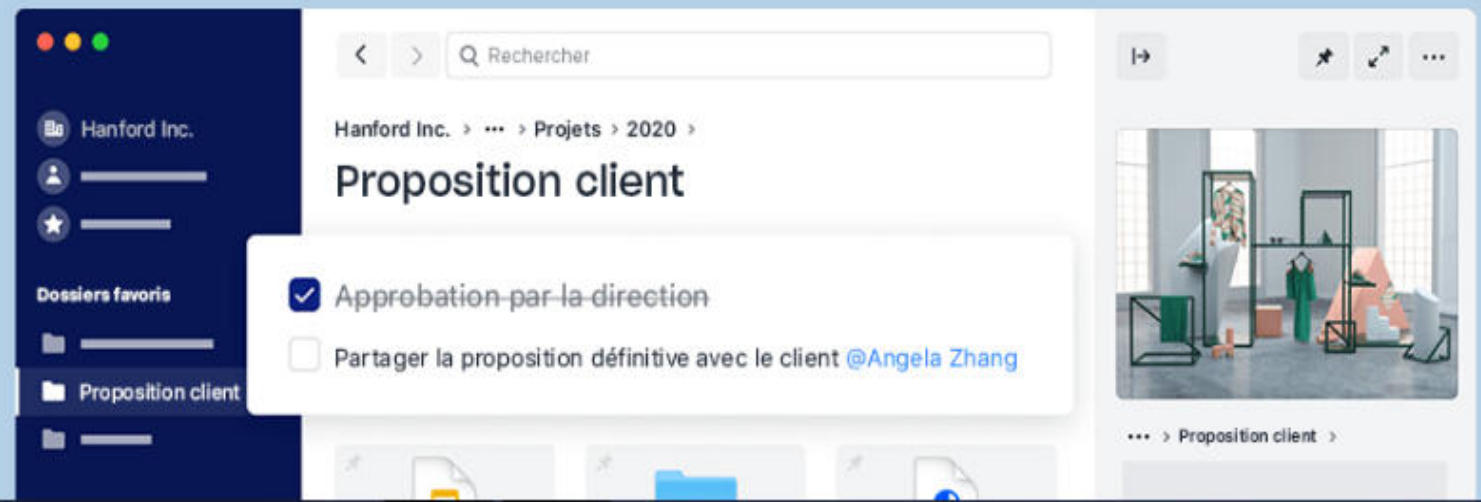 Rechercher
Hanford Inc.
Hanford Inc. > ··· > Projets > 2020 >
Proposition client
Dossiers favoris
Approbation par la direction
Partager la proposition définitive avec le client @Angela Zhang
Proposition client
··· > Proposition client >